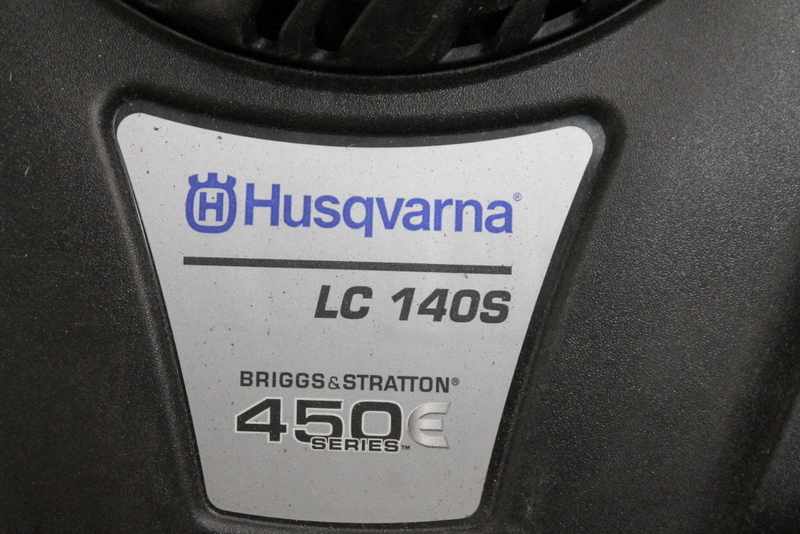 H Husqvarna®
LC 140S
BRIGGS & STRATTON®
450E
SERIES™